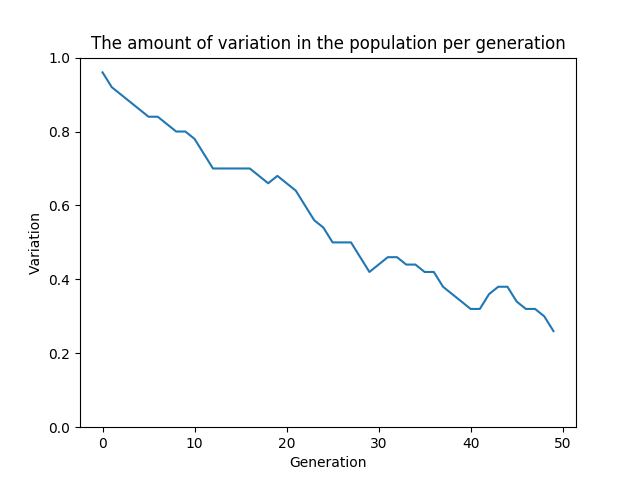 The amount of variation in the population per generation
1.0
0.8
0.6
0.4
0.2
0.0
Variation
0 10 20 30 40 50
Generation